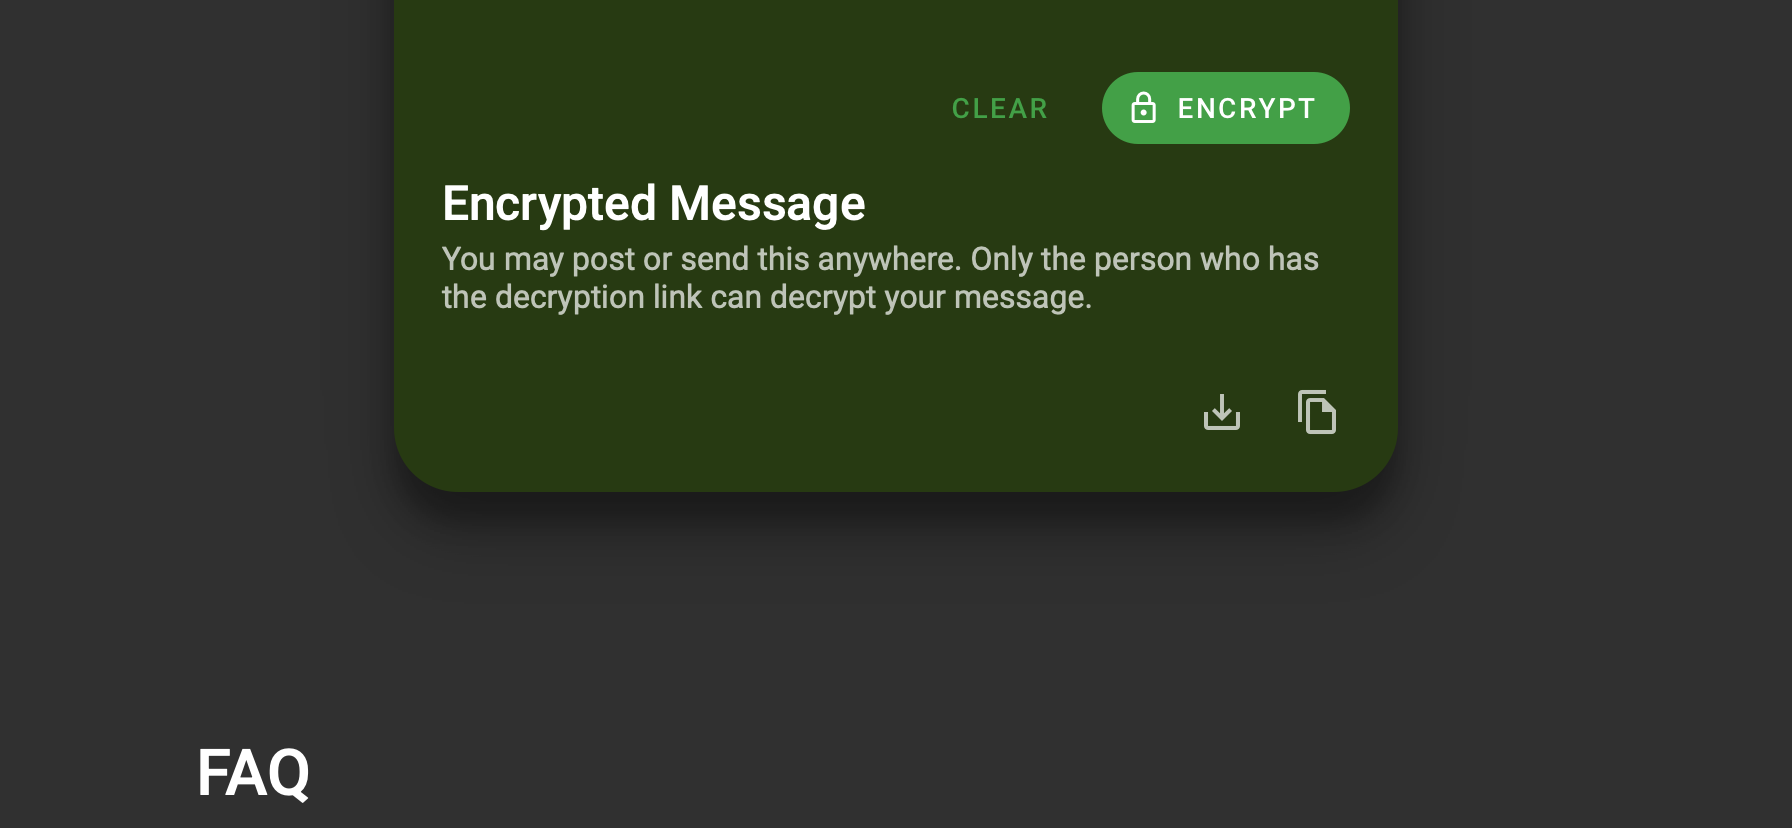 CLEAR
ENCRYPT
Encrypted Message
You may post or send this anywhere. Only the person who has
the decryption link can decrypt your message.
FAQ